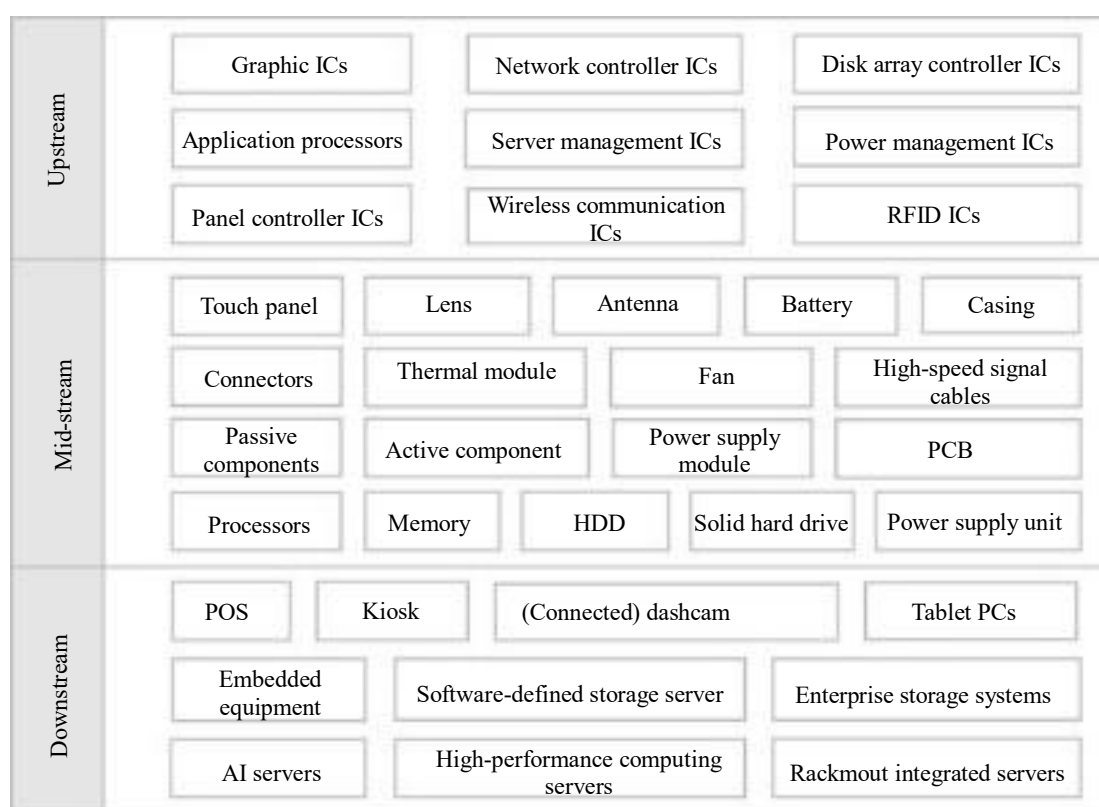 Upstream
Graphic ICs
Network controller ICs
Disk array controller ICs
Application processors
Server management ICs
Power management ICs
Panel controller ICs
Wireless communication
ICs
RFID ICs
Mid-stream
Touch panel
Lens
Antenna
Battery
Casing
Connectors
Thermal module
Fan
High-speed signal
cables
Passive
components
Active component
Power supply
module
PCB
Processors
Memory
HDD
Solid hard drive
Power supply unit
Downstream
POS
Kiosk
(Connected) dashcam
Tablet PCs
Embedded
equipment
Software-defined storage server
Enterprise storage systems
AI servers
High-performance computing
servers
Rackmout integrated servers